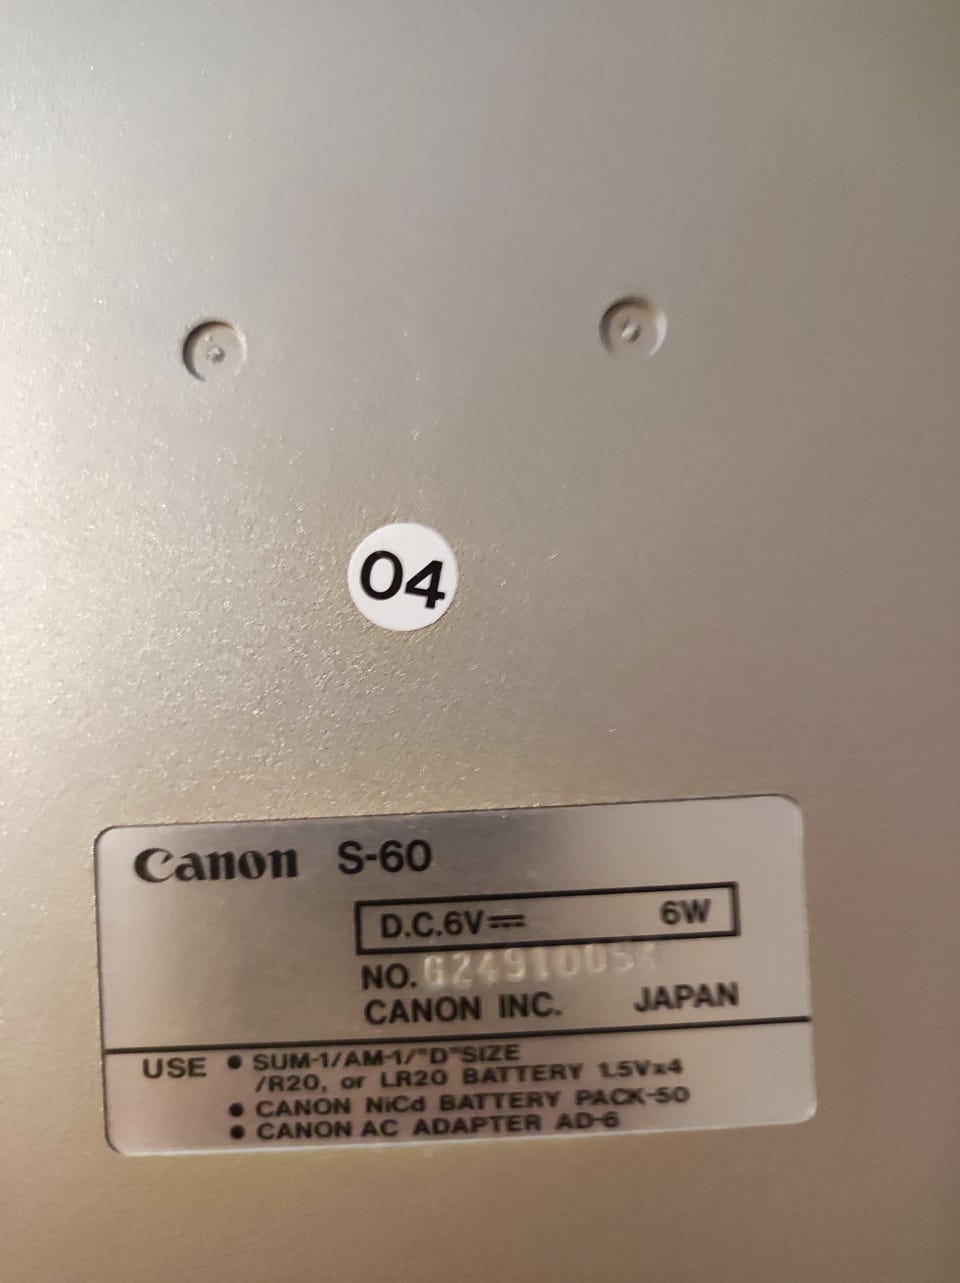 04
Canon S-60
D.C.6V⎓ 6W
NO.
CANON INC. JAPAN
USE ● SUM-1/AM-1/"D"SIZE
/R20, or LR20 BATTERY 1.5Vx4
● CANON NiCd BATTERY PACK-50
● CANON AC ADAPTER AD-6